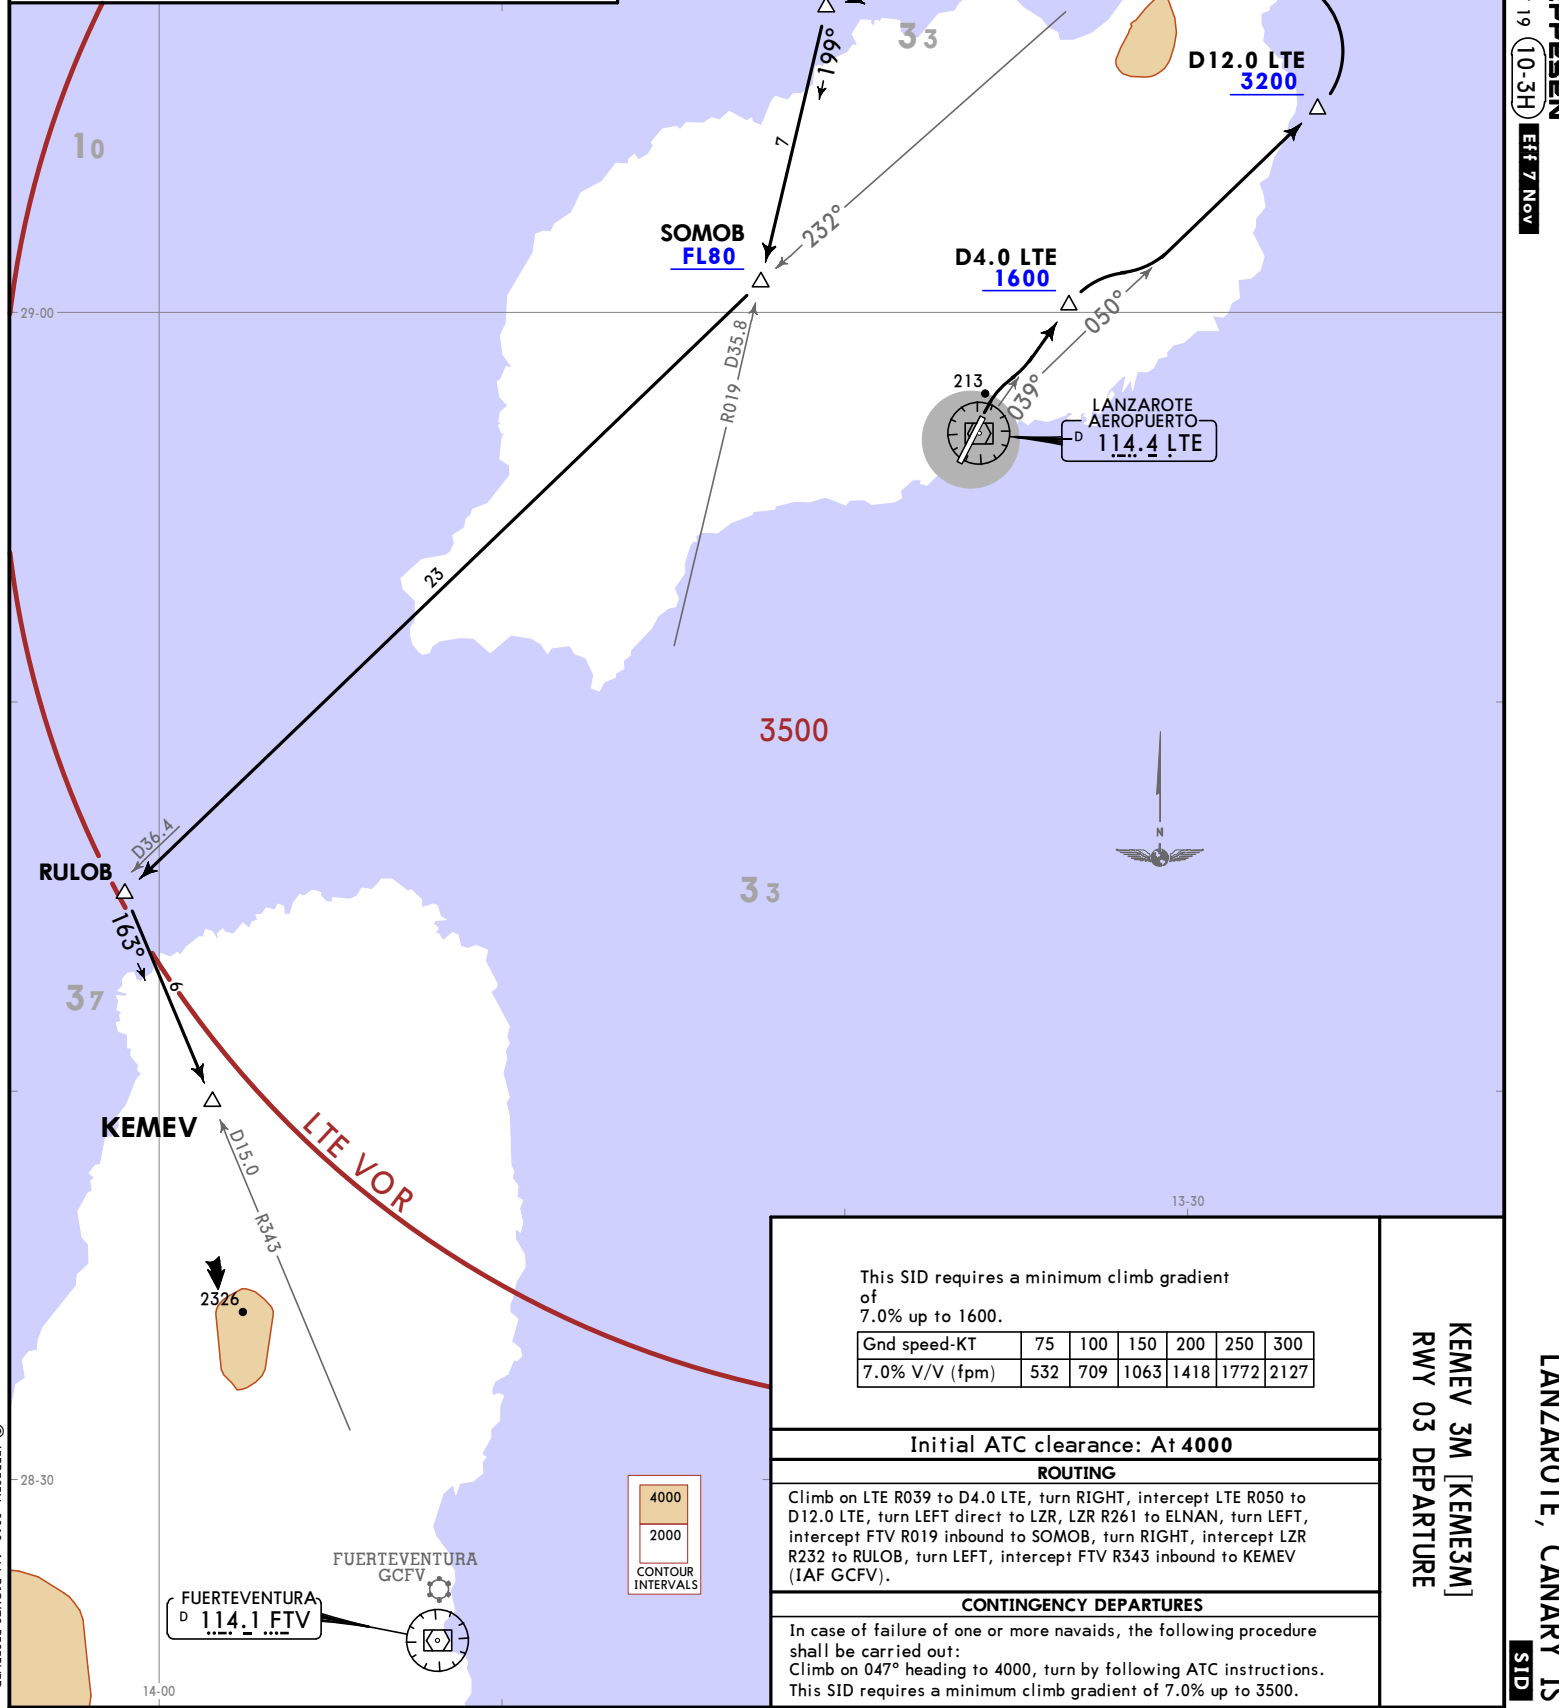 33
199°
7
232°
10
D12.0 LTE
3200
SOMOB
FL80
D4.0 LTE
1600
050°
29-00
R019 D35.8
213
039°
LANZAROTE
AEROPUERTO
D 114.4 LTE
23
3500
N
D36.4
RULOB
163°
6
33
37
KEMEV
D15.0 R343
LTE VOR
2326
13-30
28-30
14-00
4000
2000
CONTOUR
INTERVALS
FUERTEVENTURA
GCFV
FUERTEVENTURA
D 114.1 FTV
This SID requires a minimum climb gradient
of
7.0% up to 1600.
Gnd speed-KT 75 100 150 200 250 300
7.0% V/V (fpm) 532 709 1063 1418 1772 2127
Initial ATC clearance: At 4000
ROUTING
Climb on LTE R039 to D4.0 LTE, turn RIGHT, intercept LTE R050 to
D12.0 LTE, turn LEFT direct to LZR, LZR R261 to ELNAN, turn LEFT,
intercept FTV R019 inbound to SOMOB, turn RIGHT, intercept LZR
R232 to RULOB, turn LEFT, intercept FTV R343 inbound to KEMEV
(IAF GCFV).
CONTINGENCY DEPARTURES
In case of failure of one or more navaids, the following procedure
shall be carried out:
Climb on 047° heading to 4000, turn by following ATC instructions.
This SID requires a minimum climb gradient of 7.0% up to 3500.
KEMEV 3M [KEME3M]
RWY 03 DEPARTURE
19 10-3H Eff 7 Nov
LANZAROTE, CANARY IS
SID